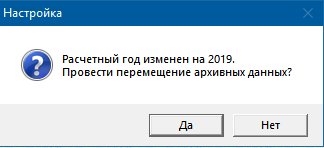 Настройка
Расчетный год изменен на 2019.
Провести перемещение архивных данных?
Да
Нет